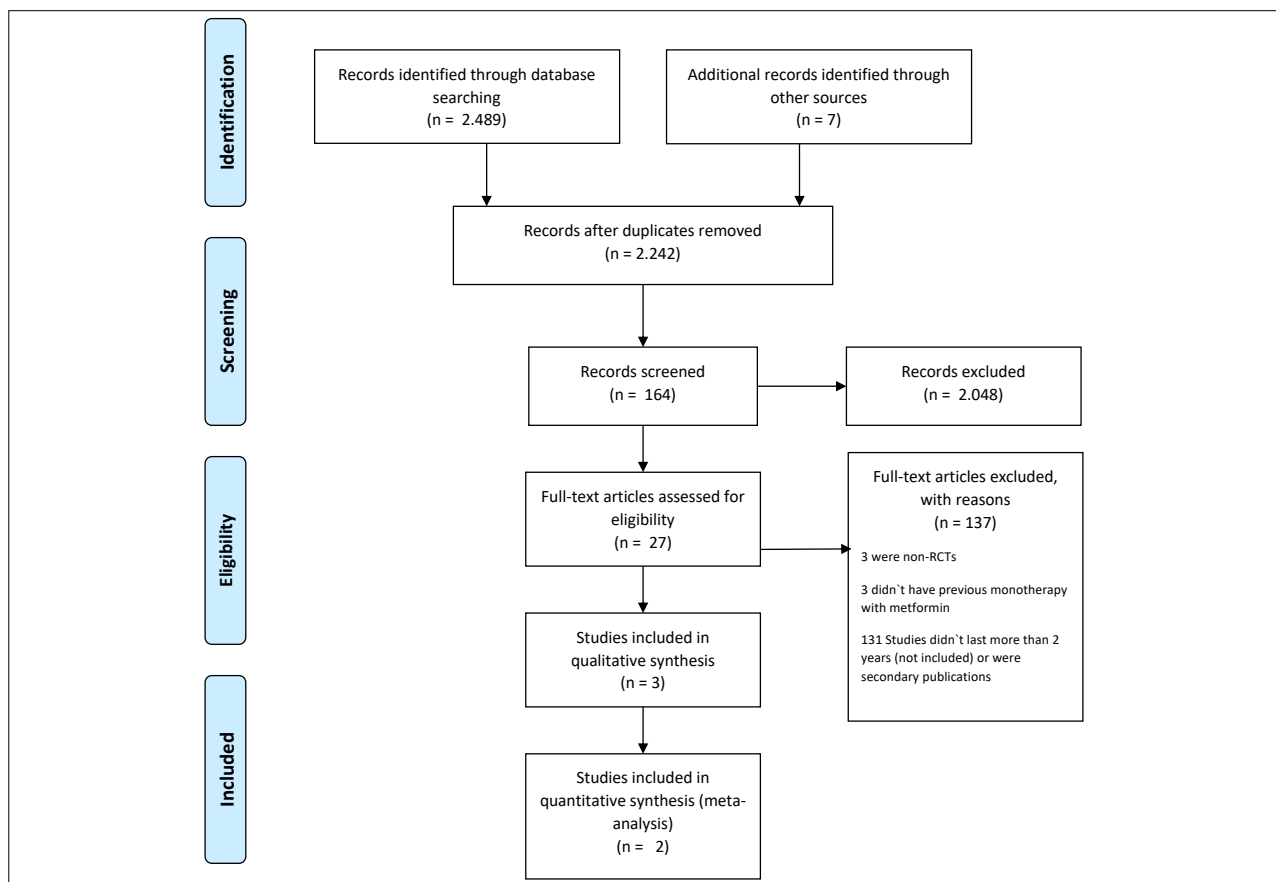 Identification
Records identified through database
searching
(n = 2.489)
Additional records identified through
other sources
(n = 7)
Records after duplicates removed
(n = 2.242)
Screening
Records screened
(n = 164)
Records excluded
(n = 2.048)
Eligibility
Full-text articles assessed for
eligibility
(n = 27)
Full-text articles excluded,
with reasons
(n = 137)
3 were non-RCTs
3 didn`t have previous monotherapy
with metformin
131 Studies didn`t last more than 2
years (not included) or were
secondary publications
Studies included in
qualitative synthesis
(n = 3)
Included
Studies included in
quantitative synthesis (meta-
analysis)
(n = 2)